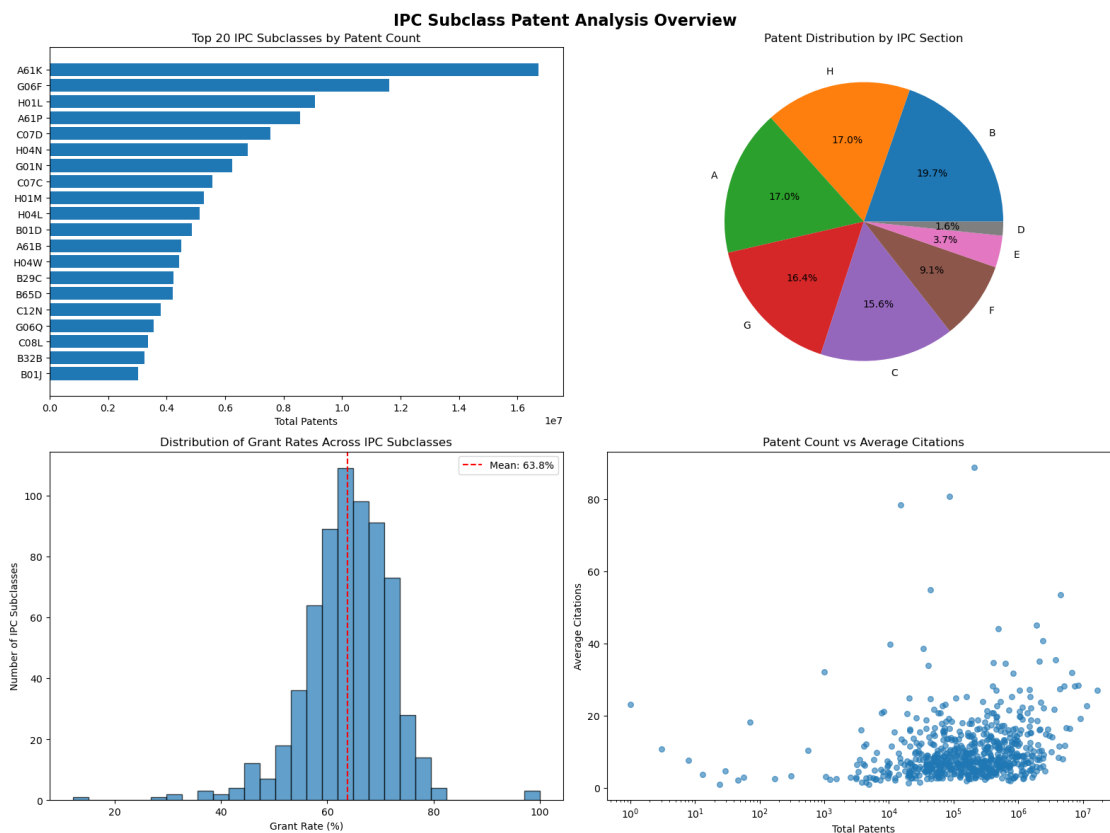 IPC Subclass Patent Analysis Overview
Top 20 IPC Subclasses by Patent Count
A61K
G06F
H01L
A61P
C07D
H04N
G01N
C07C
H01M
H04L
B01D
A61B
H04W
B29C
B65D
C12N
G06Q
C08L
B32B
B01J
0.0 0.2 0.4 0.6 0.8 1.0 1.2 1.4 1.6
1e7
Total Patents
Patent Distribution by IPC Section
H
B
17.0%
19.7%
A
17.0%
1.6%
D
3.7%
E
9.1%
F
16.4%
G
15.6%
C
Distribution of Grant Rates Across IPC Subclasses
Mean: 63.8%
Number of IPC Subclasses
100
80
60
40
20
0
20 40 60 80 100
Grant Rate (%)
Patent Count vs Average Citations
Average Citations
80
60
40
20
0
10^0 10^1 10^2 10^3 10^4 10^5 10^6 10^7
Total Patents